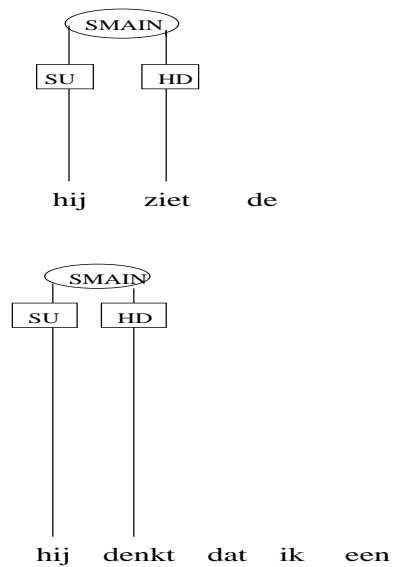 SMAIN
SU HD
hij ziet de
SMAIN
SU HD
hij denkt dat ik een